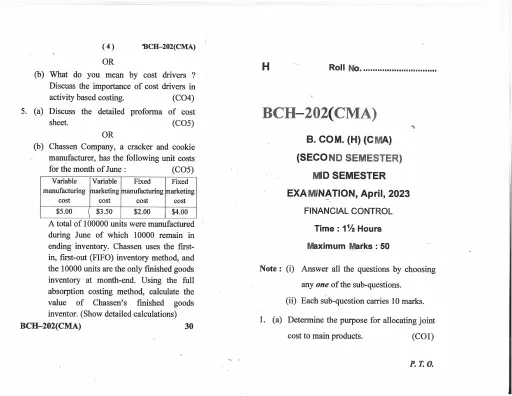 ( 4 ) BCH-202(CMA)
OR
(b) What do you mean by cost drivers ?
Discuss the importance of cost drivers in
activity based costing. (CO4)
5. (a) Discuss the detailed proforma of cost
sheet. (CO5)
OR
(b) Chassen Company, a cracker and cookie
manufacturer, has the following unit costs
for the month of June : (CO5)
Variable manufacturing cost | Variable marketing cost | Fixed manufacturing cost | Fixed marketing cost
$5.00 | $3.50 | $2.00 | $4.00
A total of 100000 units were manufactured
during June of which 10000 remain in
ending inventory. Chassen uses the first-
in, first-out (FIFO) inventory method, and
the 10000 units are the only finished goods
inventory at month-end. Using the full
absorption costing method, calculate the
value of Chassen's finished goods
inventory. (Show detailed calculations)
BCH–202(CMA) 30
H Roll No. ..............................
BCH–202(CMA)
B. COM. (H) (CMA)
(SECOND SEMESTER)
MID SEMESTER
EXAMINATION, April, 2023
FINANCIAL CONTROL
Time : 1½ Hours
Maximum Marks : 50
Note : (i) Answer all the questions by choosing
any one of the sub-questions.
(ii) Each sub-question carries 10 marks.
1. (a) Determine the purpose for allocating joint
cost to main products. (CO1)
P. T. O.